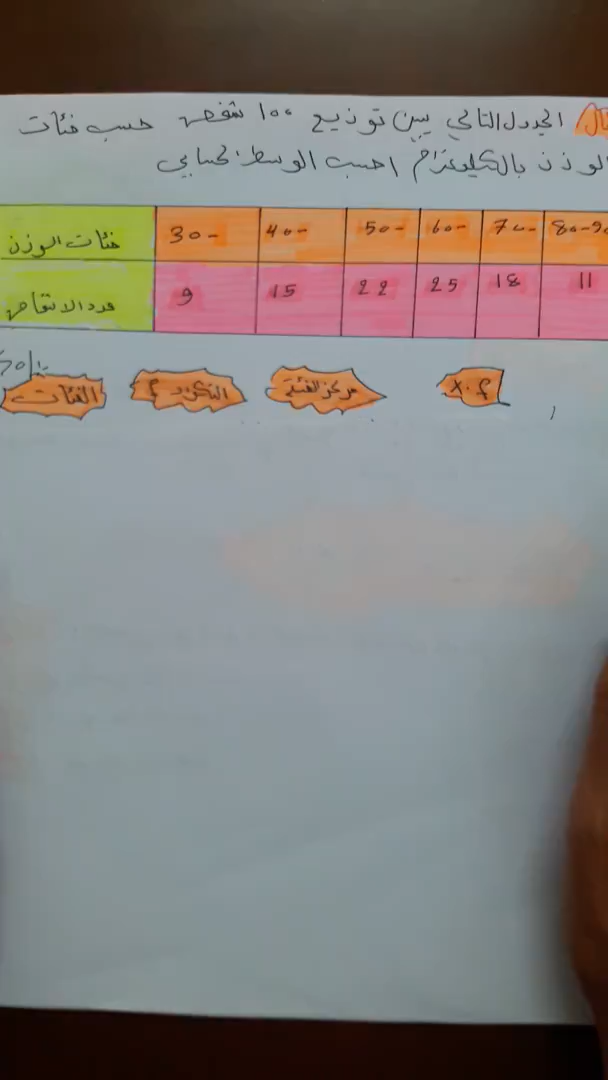 الجدول التالي يبين توزيع ١٠٠ شخص حسب فئات
الوزن بالكيلوغرام احسب الوسط الحسابي
فئات الوزن 30- 40- 50- 60- 70- 80-90
عدد الاشخاص 9 15 22 25 18 11
الفئات التكرار f مركز الفئة x.f